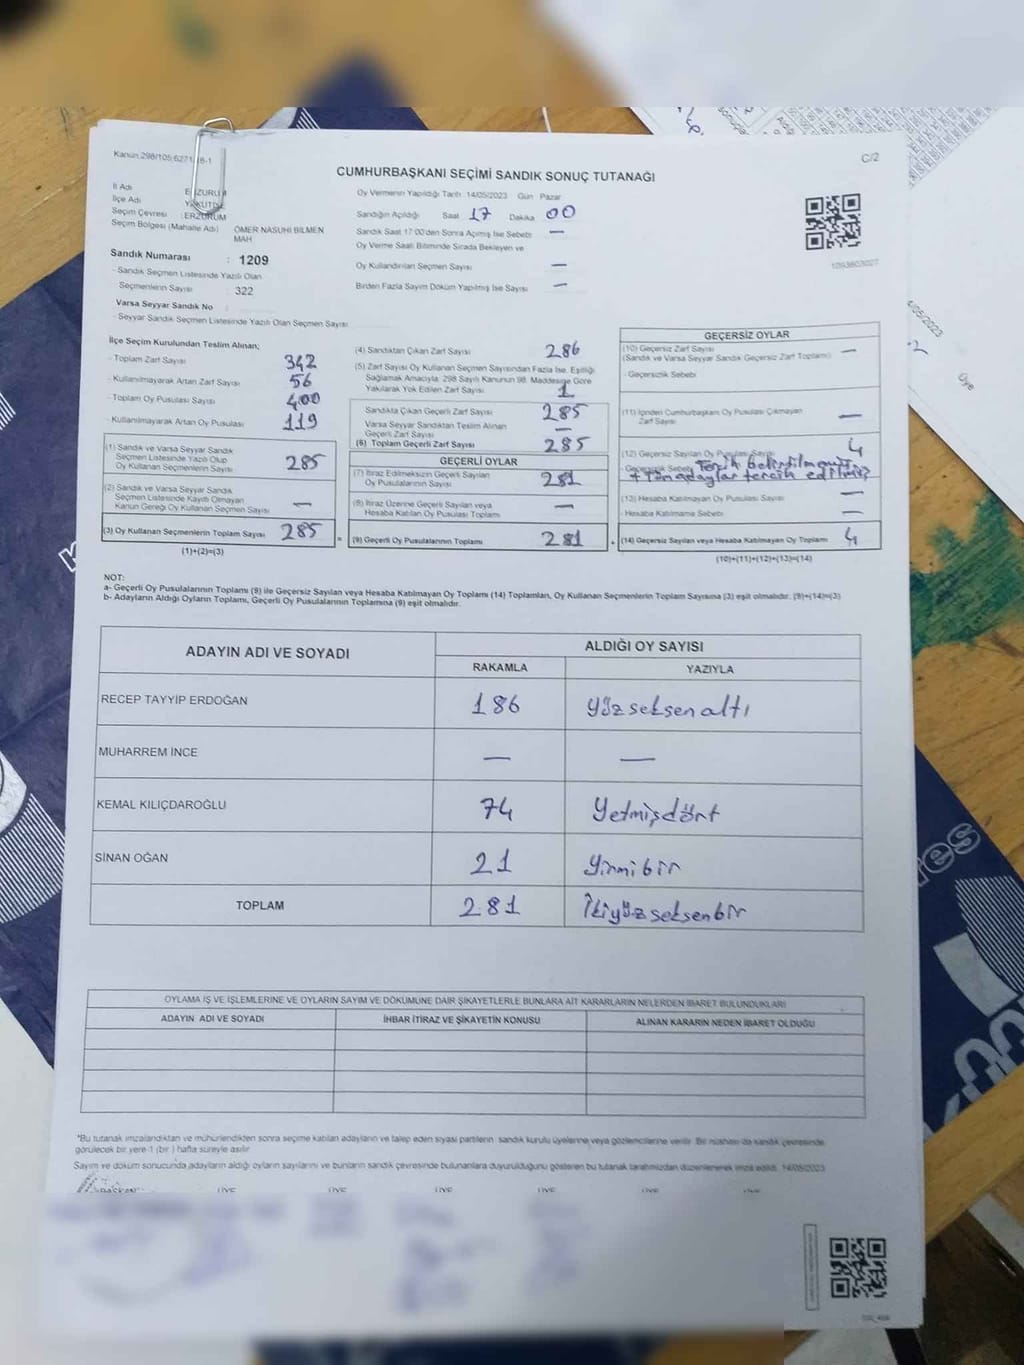 C/2
CUMHURBAŞKANI SEÇİMİ SANDIK SONUÇ TUTANAĞI
İl Adı
İlçe Adı
Seçim Çevresi : ERZURUM
Seçim Bölgesi (Mahalle Adı) ÖMER NASUHİ BİLMEN
MAH
Sandık Numarası : 1209
- Sandık Seçmen Listesinde Yazılı Olan
Seçmenlerin Sayısı : 322
Varsa Seyyar Sandık No :
- Seyyar Sandık Seçmen Listesinde Yazılı Olan Seçmen Sayısı
Oy Vermenin Yapıldığı Tarih 14/05/2023 Gün Pazar
Sandığın Açıldığı Saat 17 Dakika 00
Sandık Saat 17:00'den Sonra Açılmış İse Sebebi —
Oy Verme Saati Bitiminde Sırada Bekleyen ve
Oy Kullandırılan Seçmen Sayısı —
Birden Fazla Sayım Döküm Yapılmış İse Sayısı —
1093603027
İlçe Seçim Kurulundan Teslim Alınan;
- Toplam Zarf Sayısı 342
- Kullanılmayarak Artan Zarf Sayısı 56
- Toplam Oy Pusulası Sayısı 400
- Kullanılmayarak Artan Oy Pusulası 119
(1) Sandık ve Varsa Seyyar Sandık
Seçmen Listesinde Yazılı Olup
Oy Kullanan Seçmenlerin Sayısı 285
(2) Sandık ve Varsa Seyyar Sandık
Seçmen Listesinde Kayıtlı Olmayan
Kanun Gereği Oy Kullanan Seçmen Sayısı —
(3) Oy Kullanan Seçmenlerin Toplam Sayısı 285 =
(1)+(2)=(3)
(4) Sandıktan Çıkan Zarf Sayısı 286
(5) Zarf Sayısı Oy Kullanan Seçmen Sayısından Fazla İse, Eşitliği
Sağlamak Amacıyla, 298 Sayılı Kanunun 98. Maddesine Göre
Yakılarak Yok Edilen Zarf Sayısı 1
Sandıkta Çıkan Geçerli Zarf Sayısı 285
Varsa Seyyar Sandıktan Teslim Alınan
Geçerli Zarf Sayısı —
(6) Toplam Geçerli Zarf Sayısı 285
GEÇERLİ OYLAR
(7) İtiraz Edilmeksizin Geçerli Sayılan
Oy Pusulalarının Sayısı 281
(8) İtiraz Üzerine Geçerli Sayılan veya
Hesaba Katılan Oy Pusulası Toplamı —
(9) Geçerli Oy Pusulalarının Toplamı 281 +
GEÇERSİZ OYLAR
(10) Geçersiz Zarf Sayısı —
(Sandık ve Varsa Seyyar Sandık Geçersiz Zarf Toplamı)
- Geçersizlik Sebebi
(11) İçinden Cumhurbaşkanı Oy Pusulası Çıkmayan
Zarf Sayısı —
(12) Geçersiz Sayılan Oy Pusulası Sayısı 4
- Geçersizlik Sebebi Tercih belirtilmemiş
+ tüm adaylar tercih edilmiş
(13) Hesaba Katılmayan Oy Pusulası Sayısı —
- Hesaba Katılmama Sebebi —
(14) Geçersiz Sayılan veya Hesaba Katılmayan Oy Toplamı 4
(10)+(11)+(12)+(13)=(14)
NOT:
a- Geçerli Oy Pusulalarının Toplamı (9) ile Geçersiz Sayılan veya Hesaba Katılmayan Oy Toplamı (14) Toplamları, Oy Kullanan Seçmenlerin Toplam Sayısına (3) eşit olmalıdır. (9)+(14)=(3)
b- Adayların Aldığı Oyların Toplamı, Geçerli Oy Pusulalarının Toplamına (9) eşit olmalıdır.
ADAYIN ADI VE SOYADI ALDIĞI OY SAYISI
RAKAMLA YAZIYLA
RECEP TAYYİP ERDOĞAN 186 Yüz seksen altı
MUHARREM İNCE — —
KEMAL KILIÇDAROĞLU 74 Yetmişdört
SİNAN OĞAN 21 Yirmi bir
TOPLAM 281 İkiyüz seksenbir
OYLAMA İŞ VE İŞLEMLERİNE VE OYLARIN SAYIM VE DÖKÜMÜNE DAİR ŞİKAYETLERLE BUNLARA AİT KARARLARIN NELERDEN İBARET BULUNDUKLARI
ADAYIN ADI VE SOYADI İHBAR İTİRAZ VE ŞİKAYETİN KONUSU ALINAN KARARIN NEDEN İBARET OLDUĞU
*Bu tutanak imzalandıktan ve mühürlendikten sonra seçime katılan adayların ve talep eden siyasi partilerin sandık kurulu üyelerine veya gözlemcilerine verilir. Bir nüshası da sandık çevresinde
görülecek bir yere 1 (bir) hafta süreyle asılır
Sayım ve döküm sonucunda adayların aldığı oyların sayılarını ve bunların sandık çevresinde bulunanlara duyurulduğunu gösteren bu tutanak tarafımızdan düzenlenerek imza edildi. 14/05/2023
BAŞKAN ÜYE ÜYE ÜYE ÜYE ÜYE
05/2023
Üye